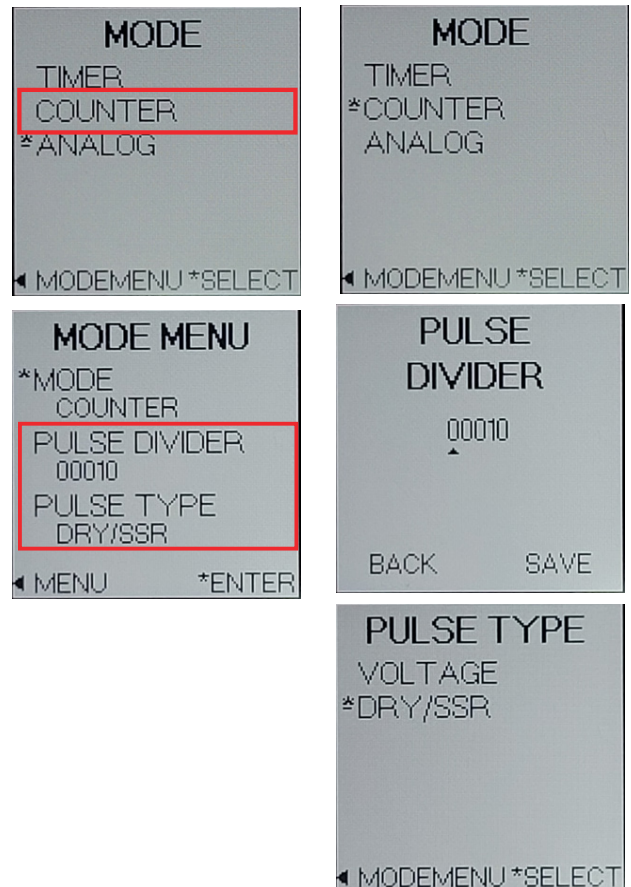 MODE
TIMER
COUNTER
*ANALOG
◄ MODEMENU *SELECT
MODE
TIMER
*COUNTER
ANALOG
◄ MODEMENU *SELECT
MODE MENU
*MODE
COUNTER
PULSE DIVIDER
00010
PULSE TYPE
DRY/SSR
◄ MENU *ENTER
PULSE
DIVIDER
00010
BACK SAVE
PULSE TYPE
VOLTAGE
*DRY/SSR
◄ MODEMENU *SELECT